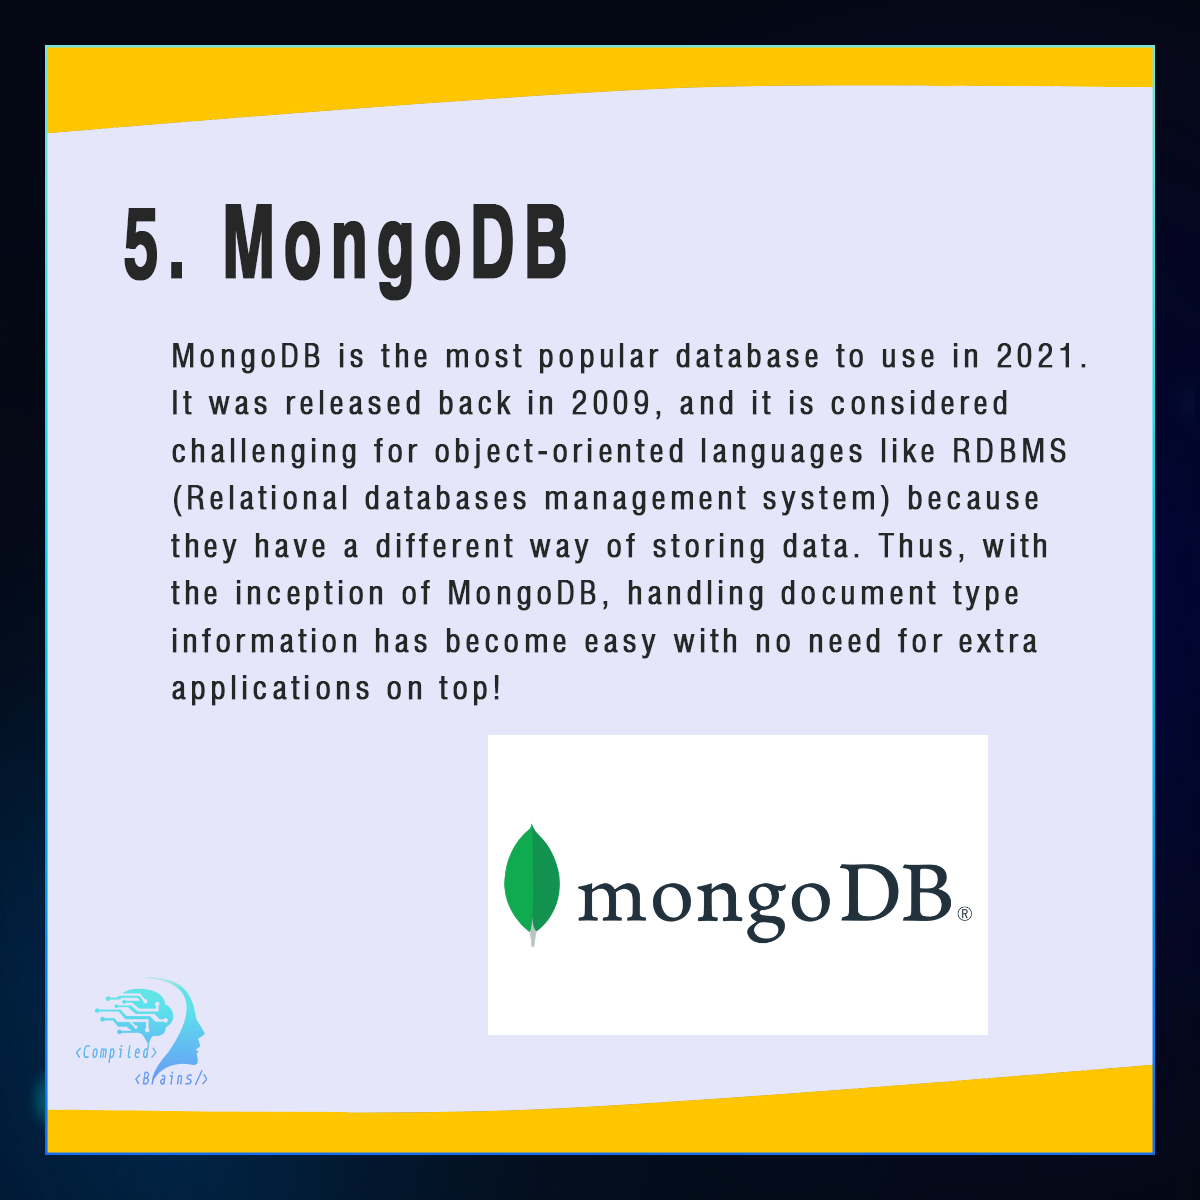 5. MongoDB
MongoDB is the most popular database to use in 2021.
It was released back in 2009, and it is considered
challenging for object-oriented languages like RDBMS
(Relational databases management system) because
they have a different way of storing data. Thus, with
the inception of MongoDB, handling document type
information has become easy with no need for extra
applications on top!
mongoDB®
<Compiled>
<Brains/>